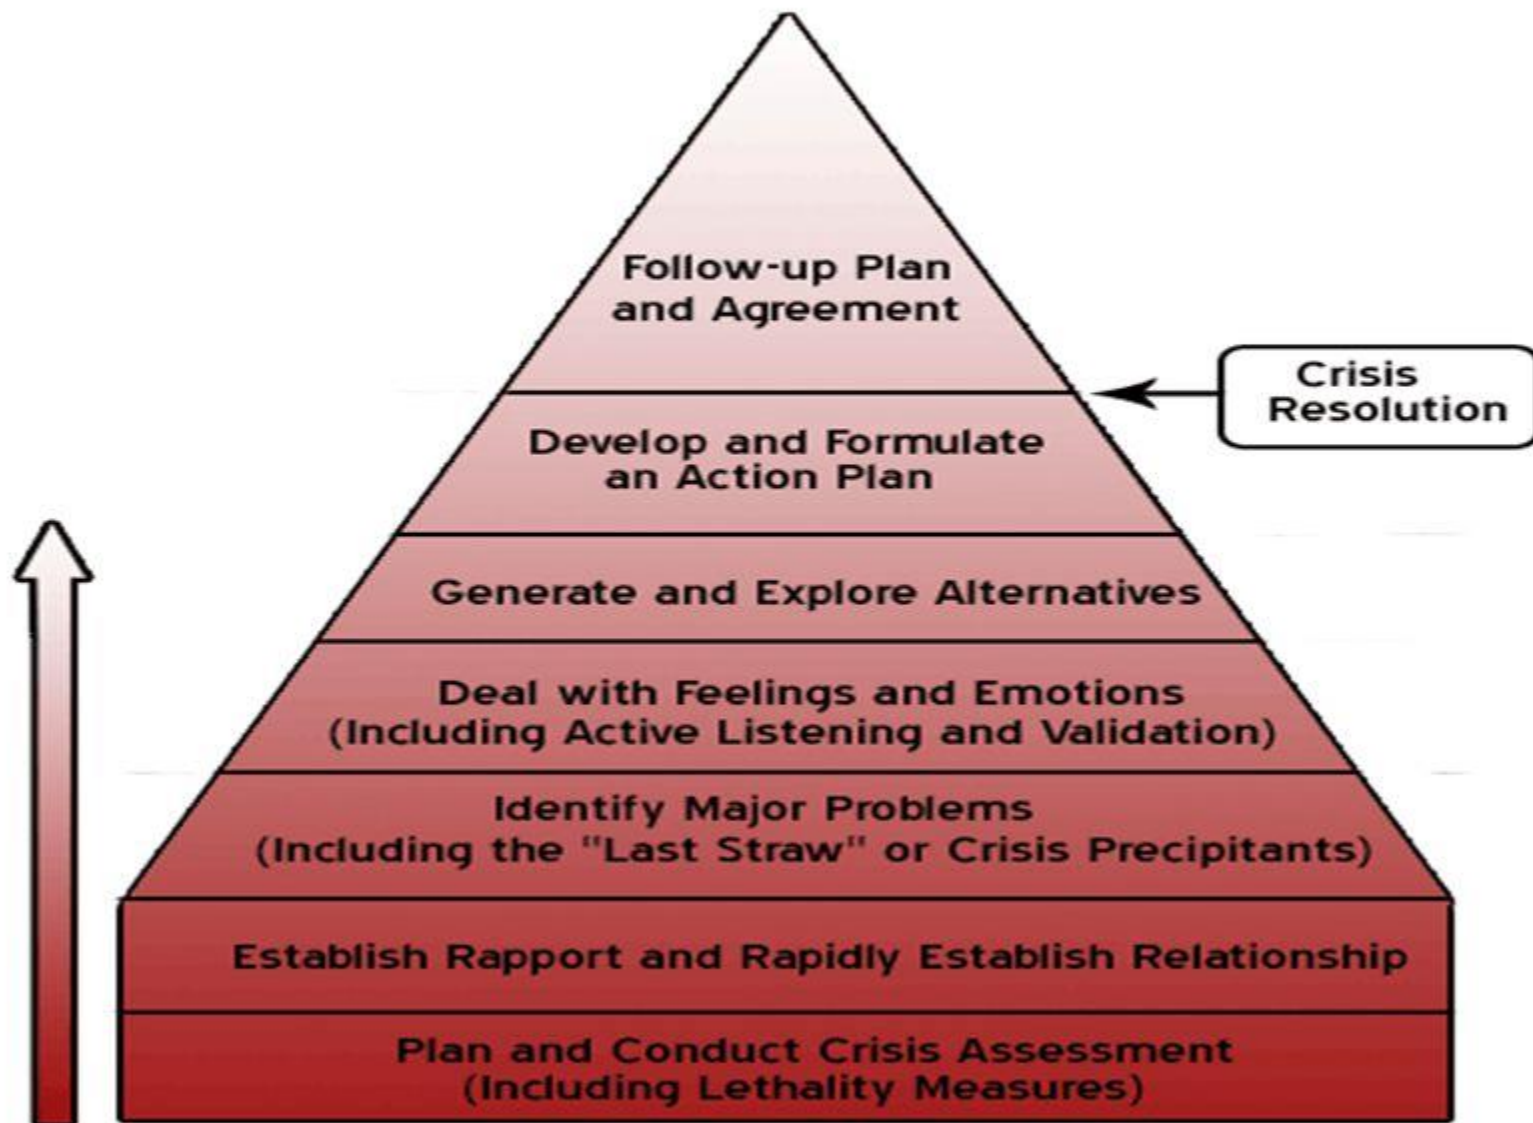 Follow-up Plan
and Agreement
Crisis
Resolution
Develop and Formulate
an Action Plan
Generate and Explore Alternatives
Deal with Feelings and Emotions
(Including Active Listening and Validation)
Identify Major Problems
(Including the "Last Straw" or Crisis Precipitants)
Establish Rapport and Rapidly Establish Relationship
Plan and Conduct Crisis Assessment
(Including Lethality Measures)